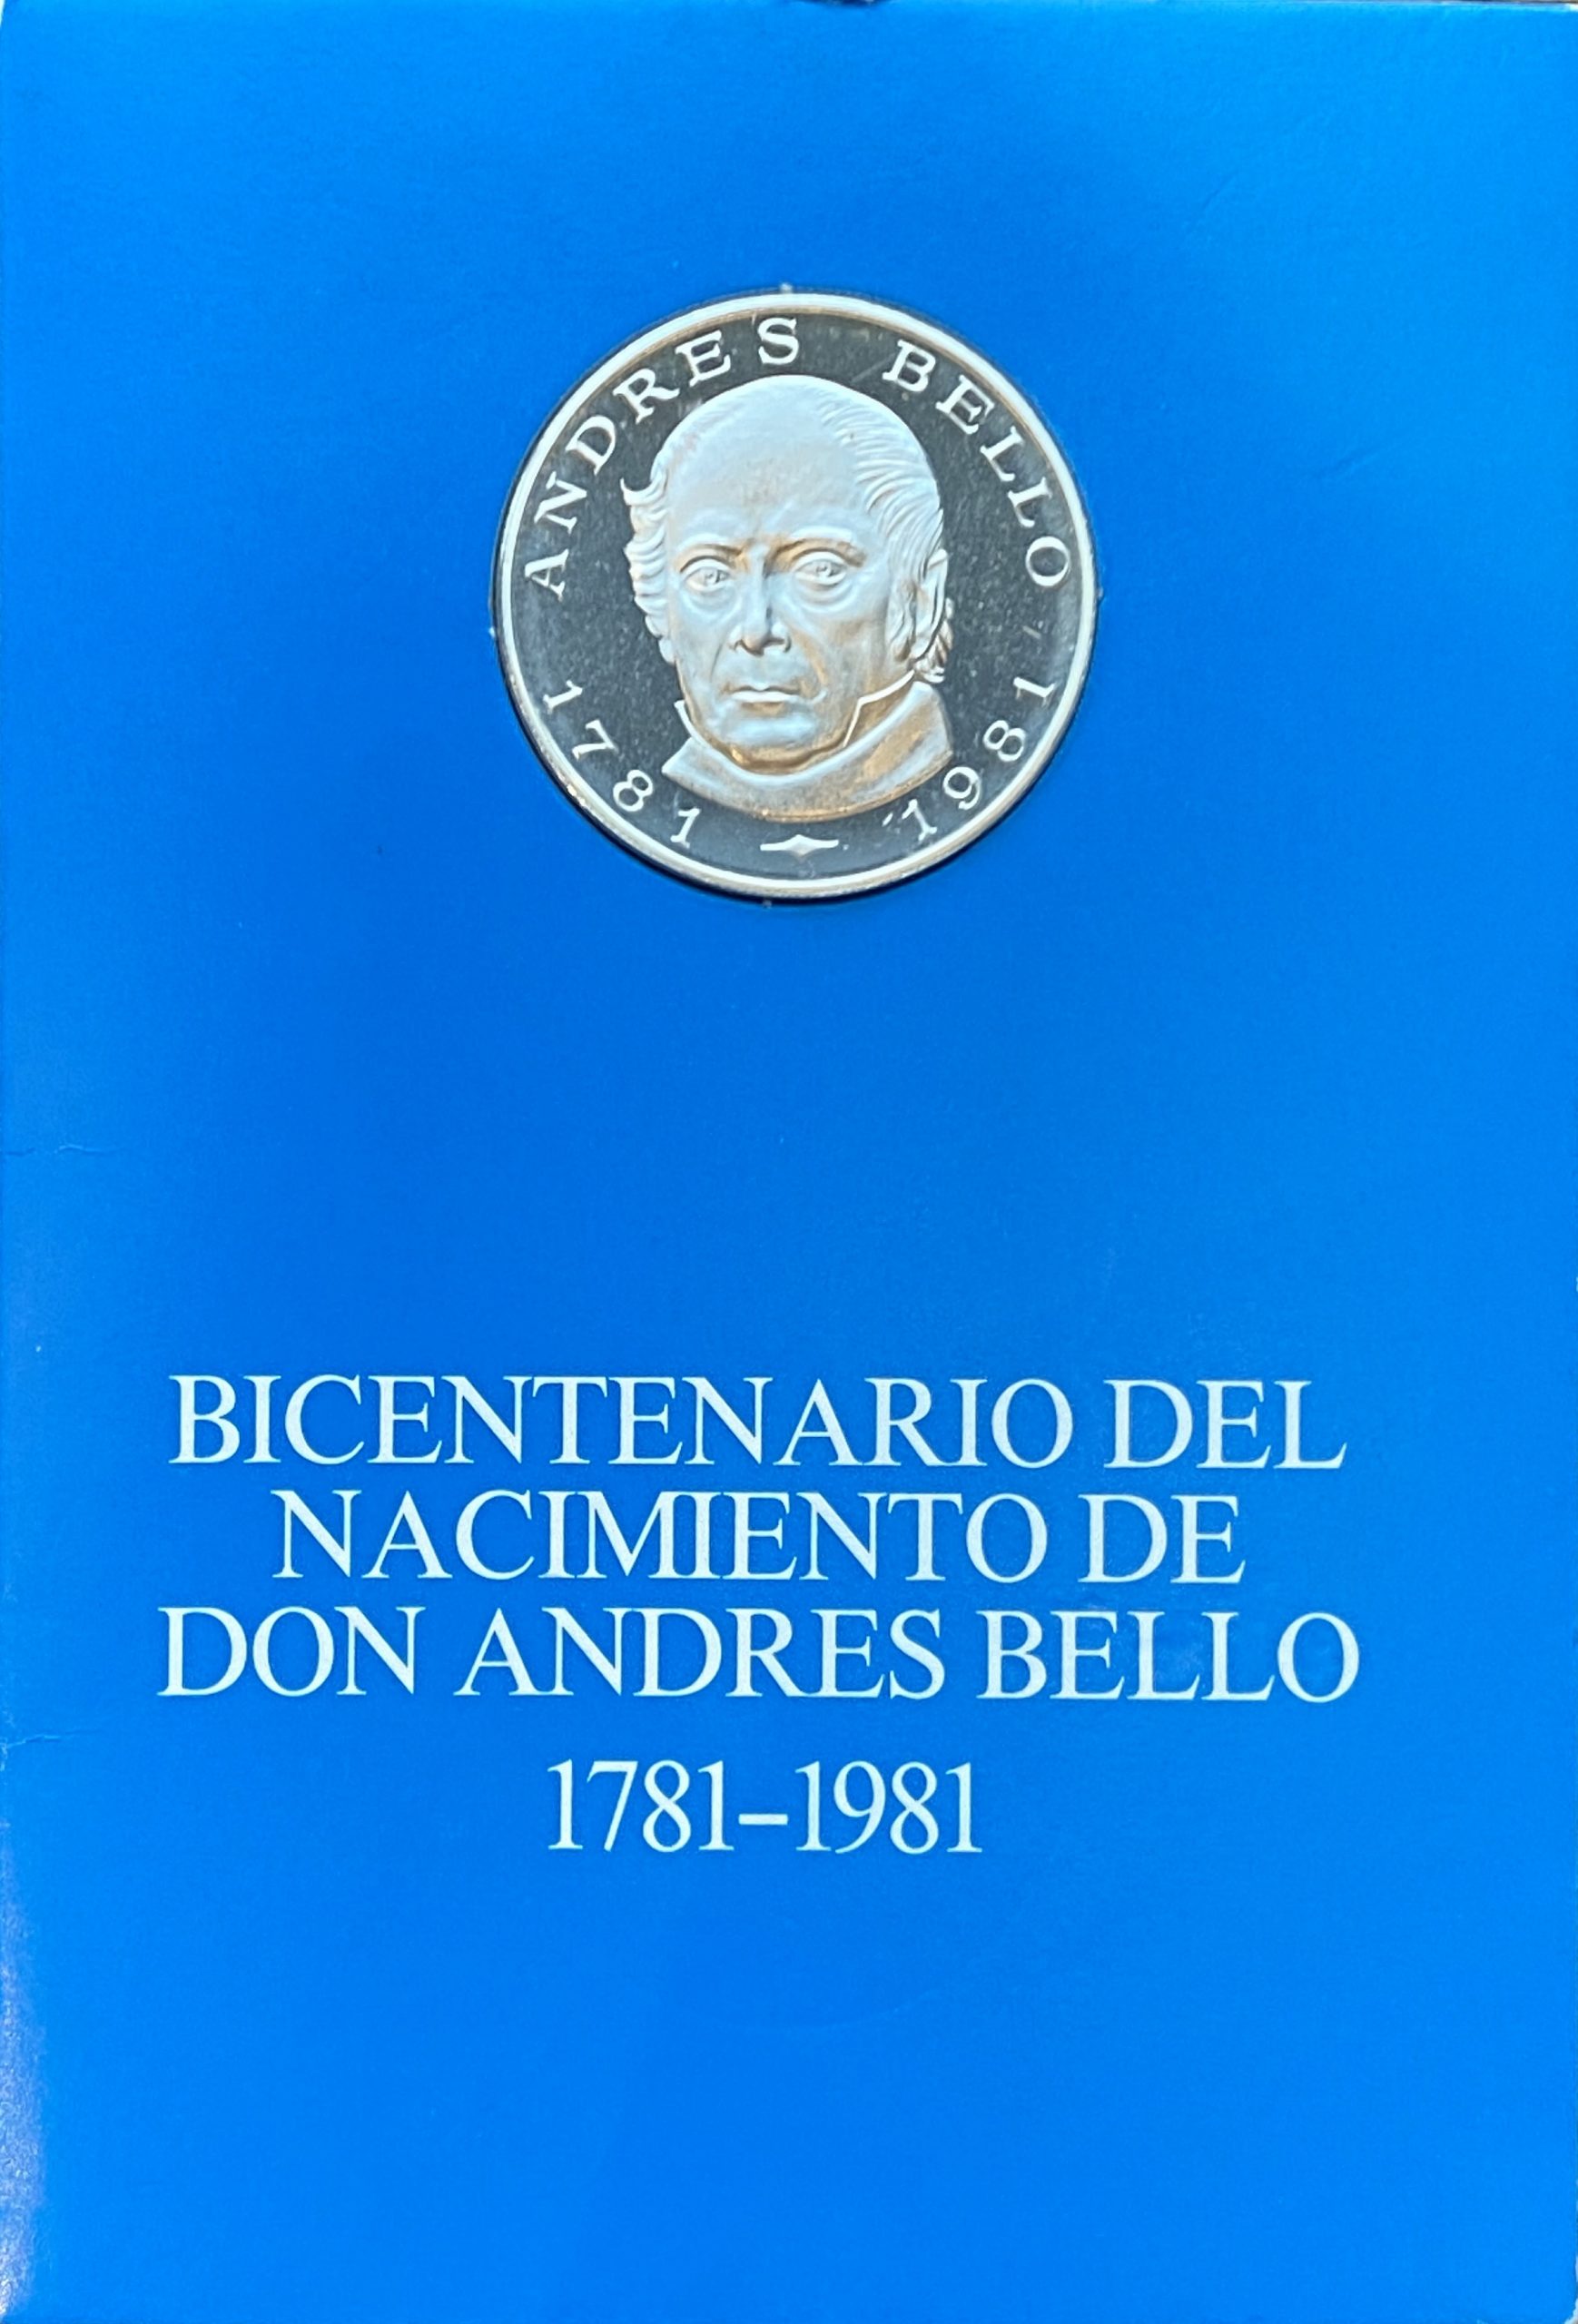 ANDRES BELLO
1781 1981
BICENTENARIO DEL
NACIMIENTO DE
DON ANDRES BELLO
1781–1981